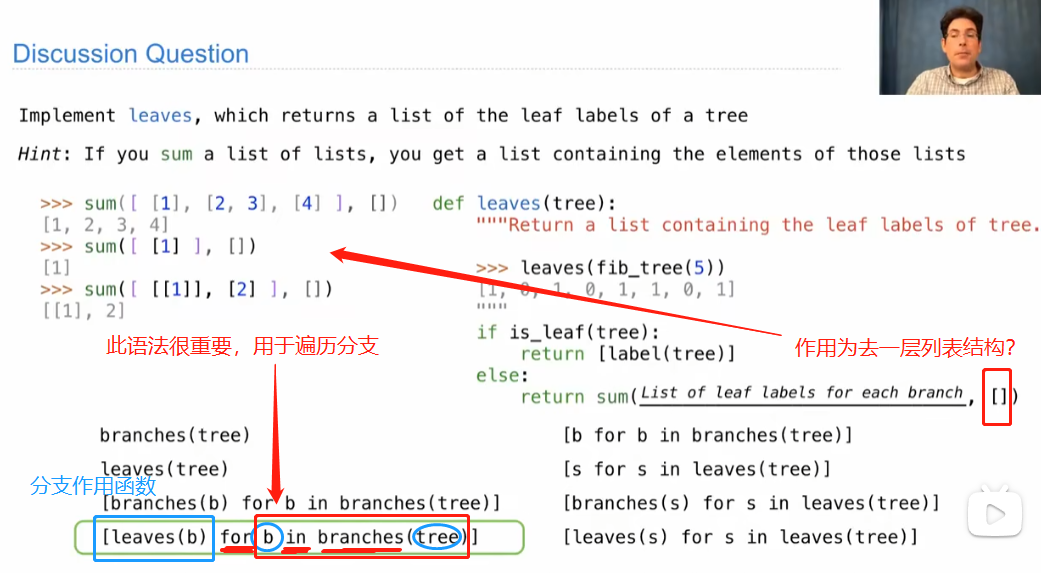 Discussion Question
Implement leaves, which returns a list of the leaf labels of a tree
Hint: If you sum a list of lists, you get a list containing the elements of those lists
>>> sum([ [1], [2, 3], [4] ], [])
[1, 2, 3, 4]
>>> sum([ [1] ], [])
[1]
>>> sum([ [[1]], [2] ], [])
[[1], 2]
def leaves(tree):
"""Return a list containing the leaf labels of tree.
>>> leaves(fib_tree(5))
[1, 0, 1, 0, 1, 1, 0, 1]
"""
if is_leaf(tree):
return [label(tree)]
else:
return sum(List of leaf labels for each branch, [])
此语法很重要，用于遍历分支
作用为去一层列表结构?
branches(tree)
leaves(tree)
分支作用函数
[branches(b) for b in branches(tree)]
[leaves(b) for b in branches(tree)]
[b for b in branches(tree)]
[s for s in leaves(tree)]
[branches(s) for s in leaves(tree)]
[leaves(s) for s in leaves(tree)]